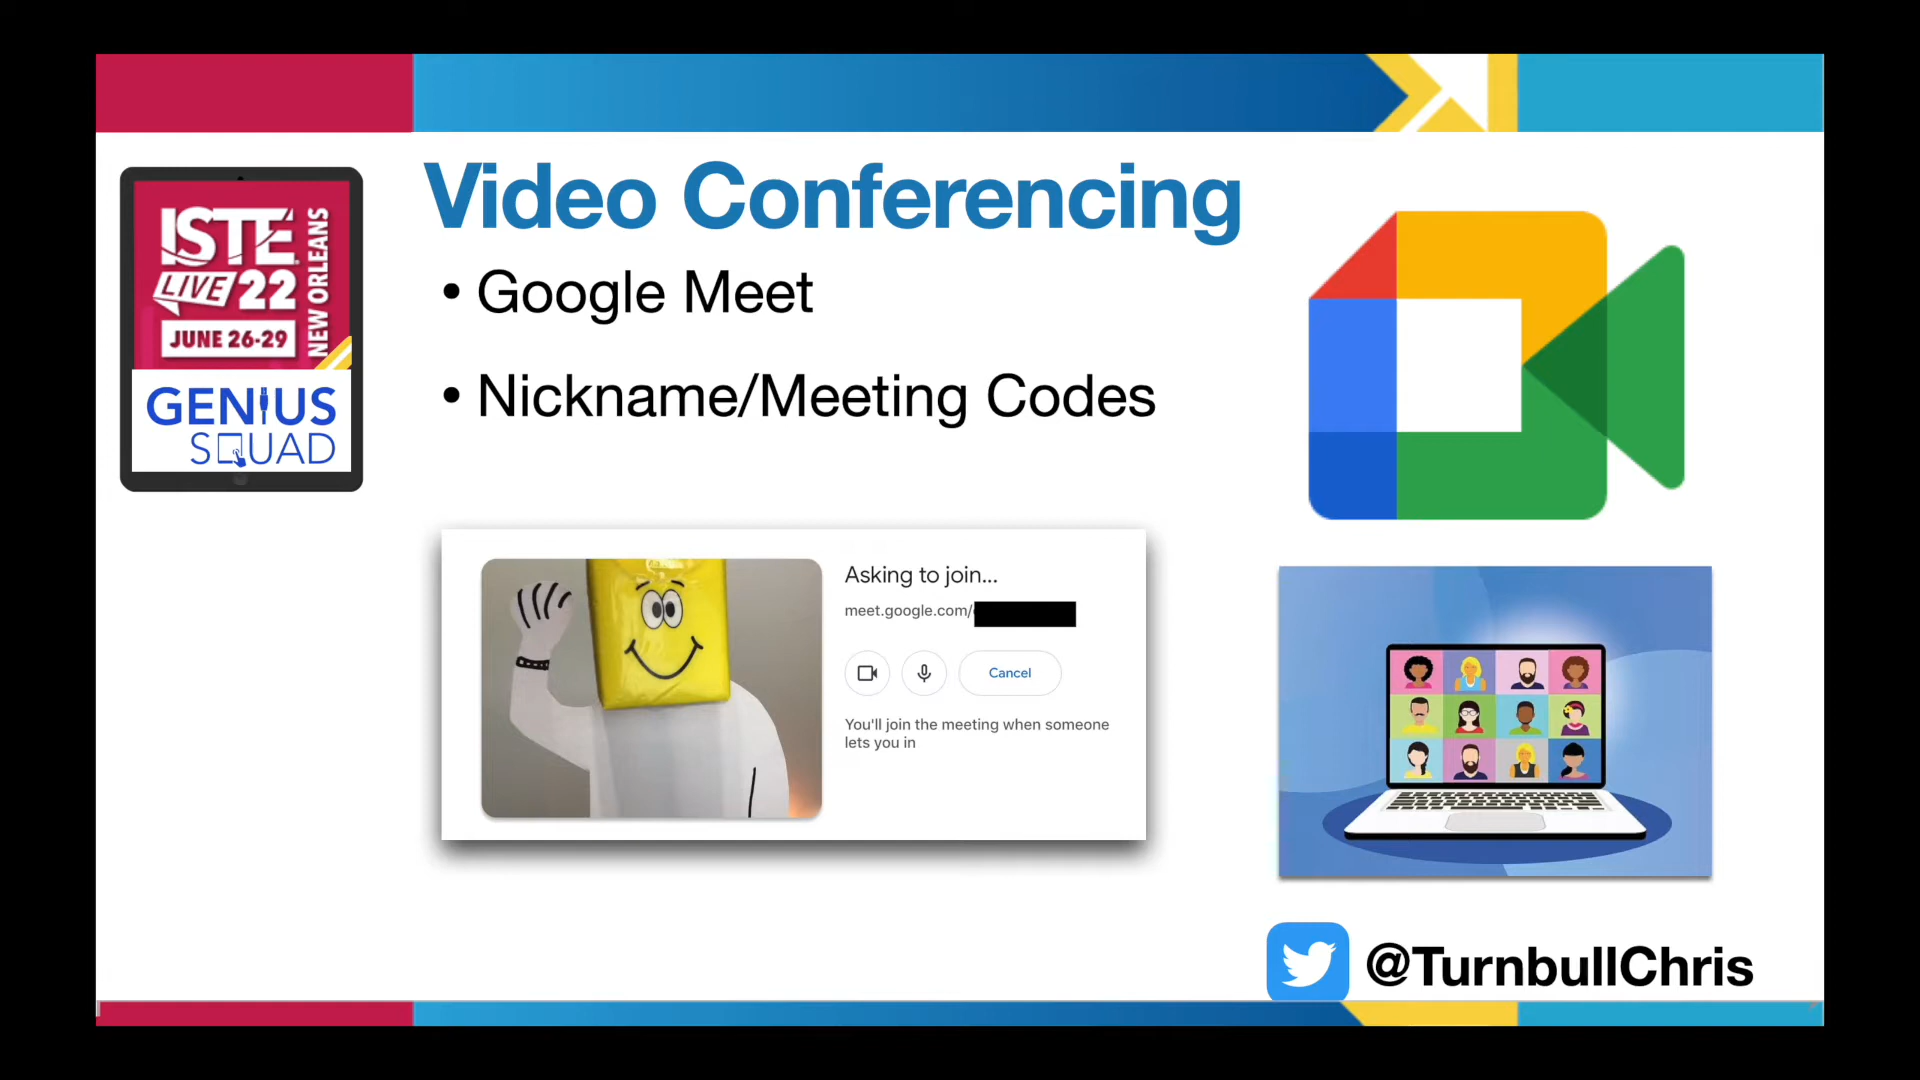 Video Conferencing
• Google Meet
• Nickname/Meeting Codes
ISTE
LIVE 22
NEW ORLEANS
JUNE 26-29
GENIUS
SQUAD
Asking to join...
meet.google.com/
Cancel
You'll join the meeting when someone
lets you in
@TurnbullChris